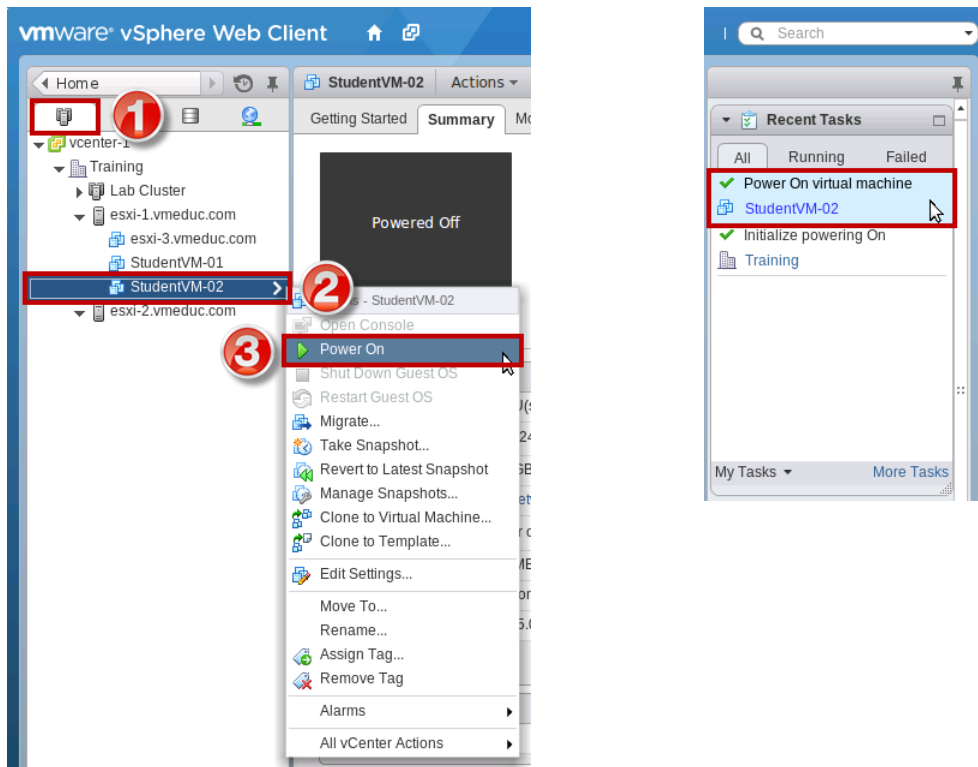 vmware® vSphere Web Client
Home
1
vcenter-1
Training
Lab Cluster
esxi-1.vmeduc.com
esxi-3.vmeduc.com
StudentVM-01
StudentVM-02
esxi-2.vmeduc.com
StudentVM-02 Actions
Getting Started Summary
Powered Off
2
- StudentVM-02
Open Console
3
Power On
Shut Down Guest OS
Restart Guest OS
Migrate...
Take Snapshot...
Revert to Latest Snapshot
Manage Snapshots...
Clone to Virtual Machine...
Clone to Template...
Edit Settings...
Move To...
Rename...
Assign Tag...
Remove Tag
Alarms
All vCenter Actions
Search
Recent Tasks
All Running Failed
Power On virtual machine
StudentVM-02
Initialize powering On
Training
My Tasks More Tasks